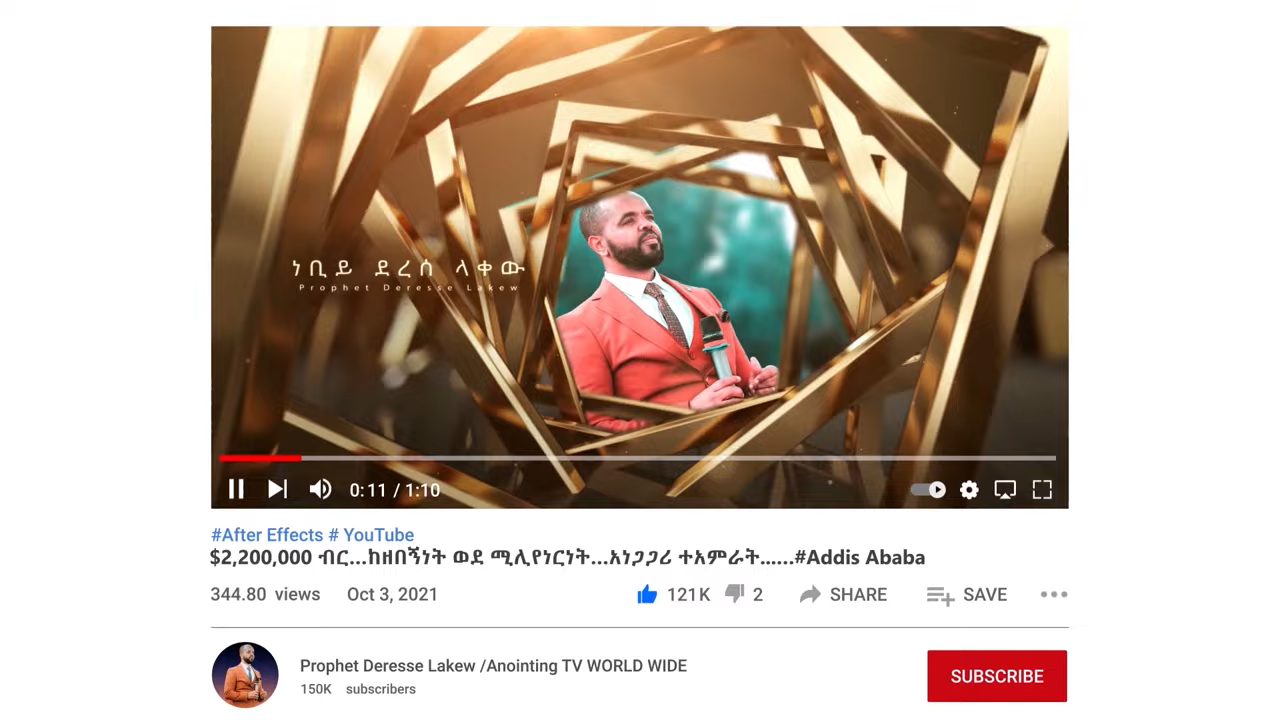 ነቢይ ደረሰ ላቀው
Prophet Deresse Lakew
0:11 / 1:10
#After Effects # YouTube
$2,200,000 ብር...ከዘበኝነት ወደ ሚሊየነርነት...አነጋጋሪ ተአምራት......#Addis Ababa
344.80 views Oct 3, 2021 121K 2 SHARE SAVE
Prophet Deresse Lakew /Anointing TV WORLD WIDE
150K subscribers
SUBSCRIBE